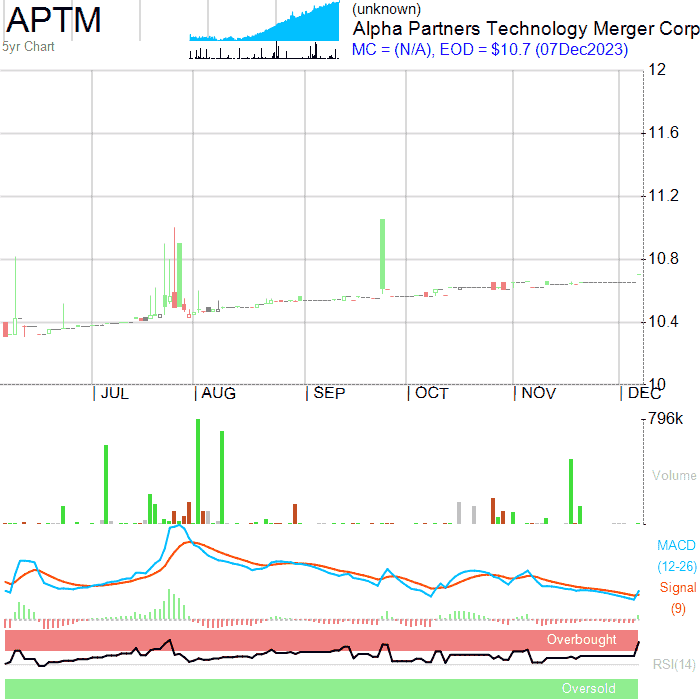 APTM
5yr Chart
(unknown)
Alpha Partners Technology Merger Corp
MC = (N/A), EOD = $10.7 (07Dec2023)
12
11.6
11.2
10.8
10.4
10
JUL AUG SEP OCT NOV DEC
796k
Volume
MACD
(12-26)
Signal
(9)
Overbought
RSI(14)
Oversold